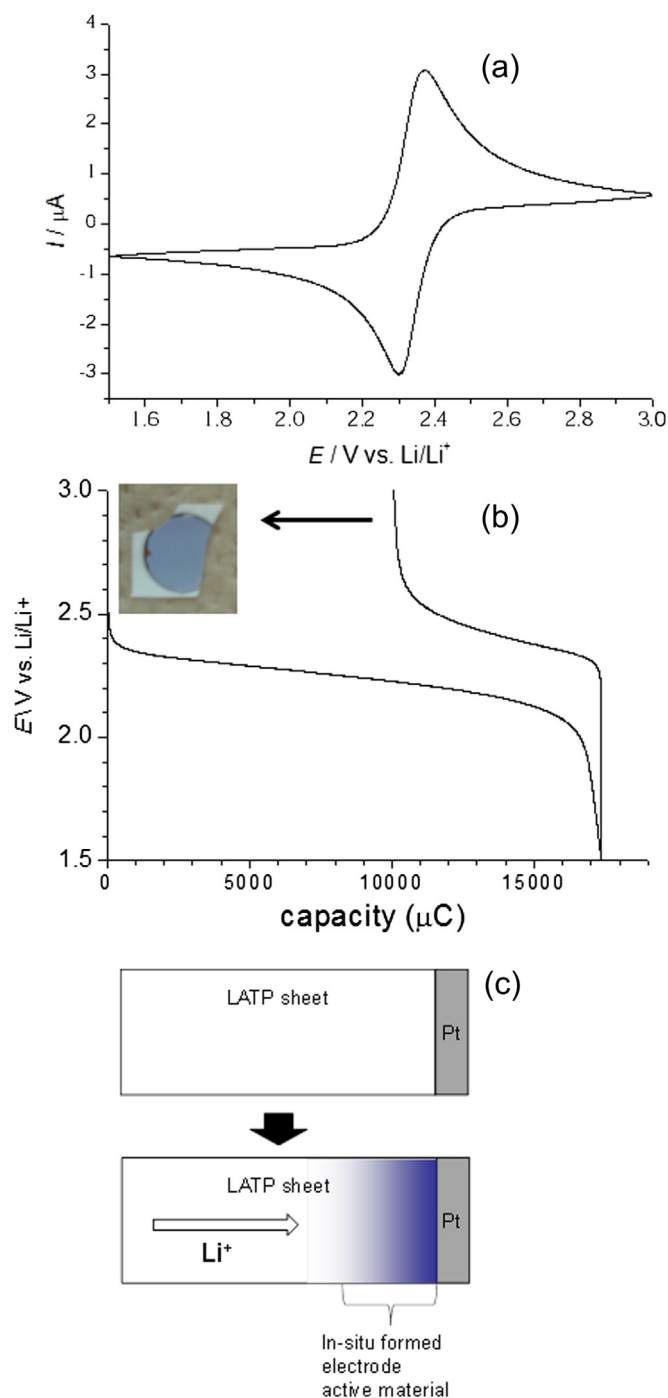 (a)
4
3
2
1
0
-1
-2
-3
I / μA
1.6 2.0 2.2 2.4 2.6 2.8 3.0
E / V vs. Li/Li⁺
(b)
3.0
2.5
2.0
1.5
E\ V vs. Li/Li+
0 5000 10000 15000
capacity (μC)
(c)
LATP sheet
Pt
LATP sheet
Pt
Li⁺
In-situ formed
electrode
active material